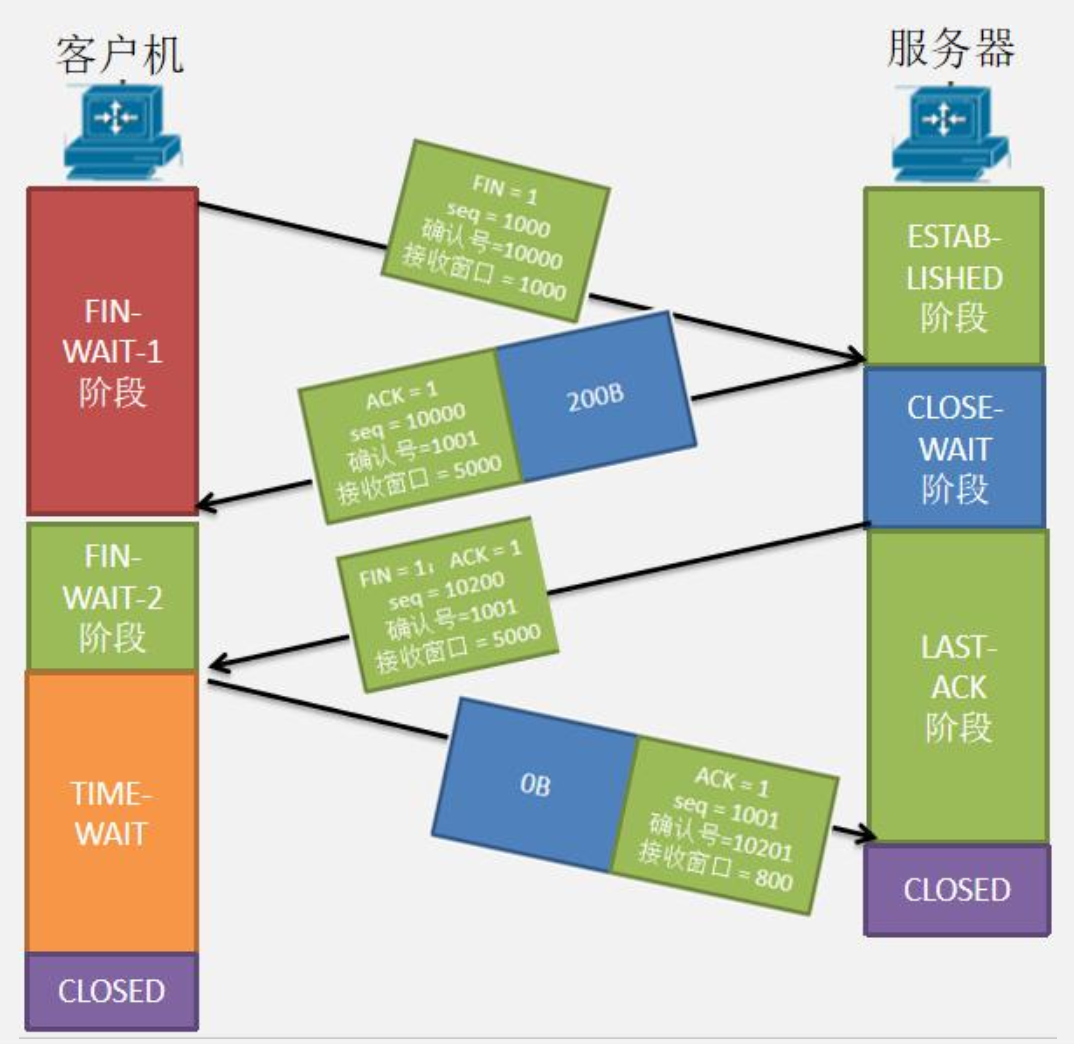 客户机
服务器
FIN = 1
seq = 1000
确认号=10000
接收窗口 = 1000
ESTAB-
LISHED
阶段
FIN-
WAIT-1
阶段
200B
ACK = 1
seq = 10000
确认号=1001
接收窗口 = 5000
CLOSE-
WAIT
阶段
FIN-
WAIT-2
阶段
FIN = 1; ACK = 1
seq = 10200
确认号=1001
接收窗口 = 5000
LAST-
ACK
阶段
TIME-
WAIT
0B
ACK = 1
seq = 1001
确认号=10201
接收窗口 = 800
CLOSED
CLOSED